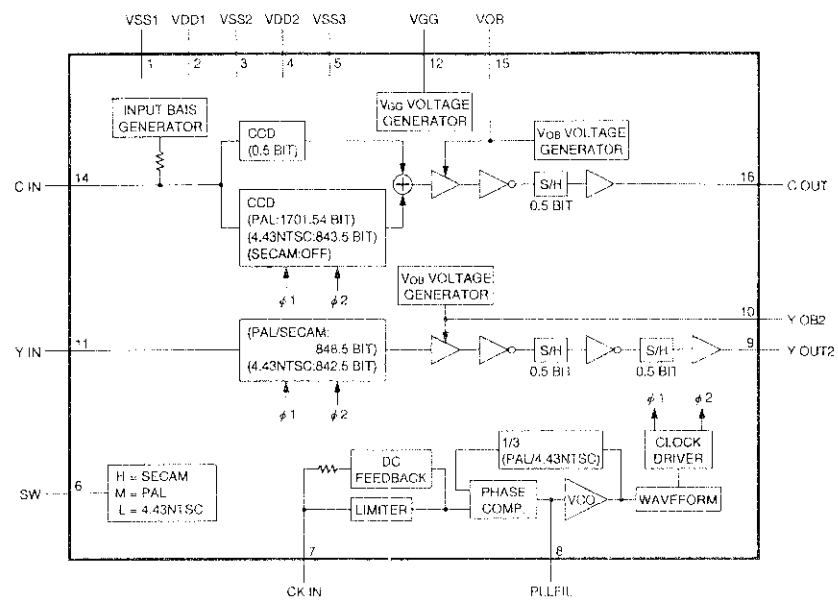 VSS1 VDD1 VSS2 VDD2 VSS3 VGG VOB
1 2 3 4 5 12 15
INPUT BAIS
GENERATOR
CCD
(0.5 BIT)
VGG VOLTAGE
GENERATOR
VOB VOLTAGE
GENERATOR
C IN
14
S/H
0.5 BIT
16
C OUT
CCD
(PAL:1701.54 BIT)
(4.43NTSC:843.5 BIT)
(SECAM:OFF)
φ1 φ2
VOB VOLTAGE
GENERATOR
10
Y OB2
Y IN
11
(PAL/SECAM:
848.5 BIT)
(4.43NTSC:842.5 BIT)
φ1 φ2
S/H
0.5 BIT
S/H
0.5 BIT
9
Y OUT2
φ1 φ2
SW
6
H = SECAM
M = PAL
L = 4.43NTSC
DC
FEEDBACK
LIMITER
PHASE
COMP.
1/3
(PAL/4.43NTSC)
VCO
CLOCK
DRIVER
WAVEFORM
7 8
CK IN PLLFIL